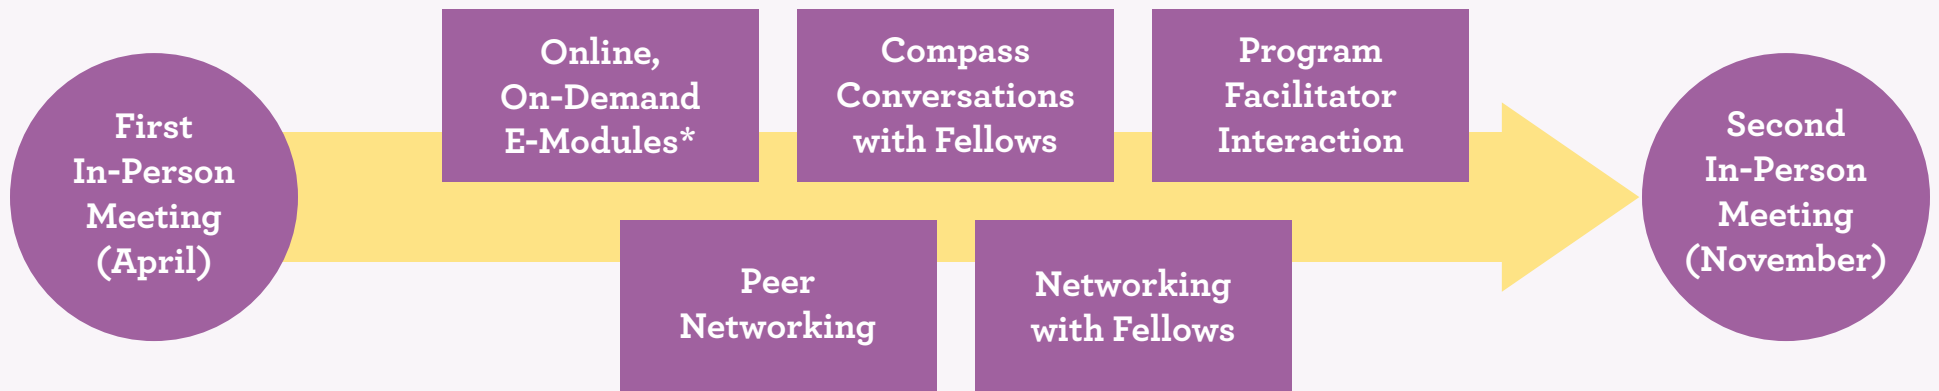 First
In-Person
Meeting
(April)
Online,
On-Demand
E-Modules*
Compass
Conversations
with Fellows
Program
Facilitator
Interaction
Peer
Networking
Networking
with Fellows
Second
In-Person
Meeting
(November)